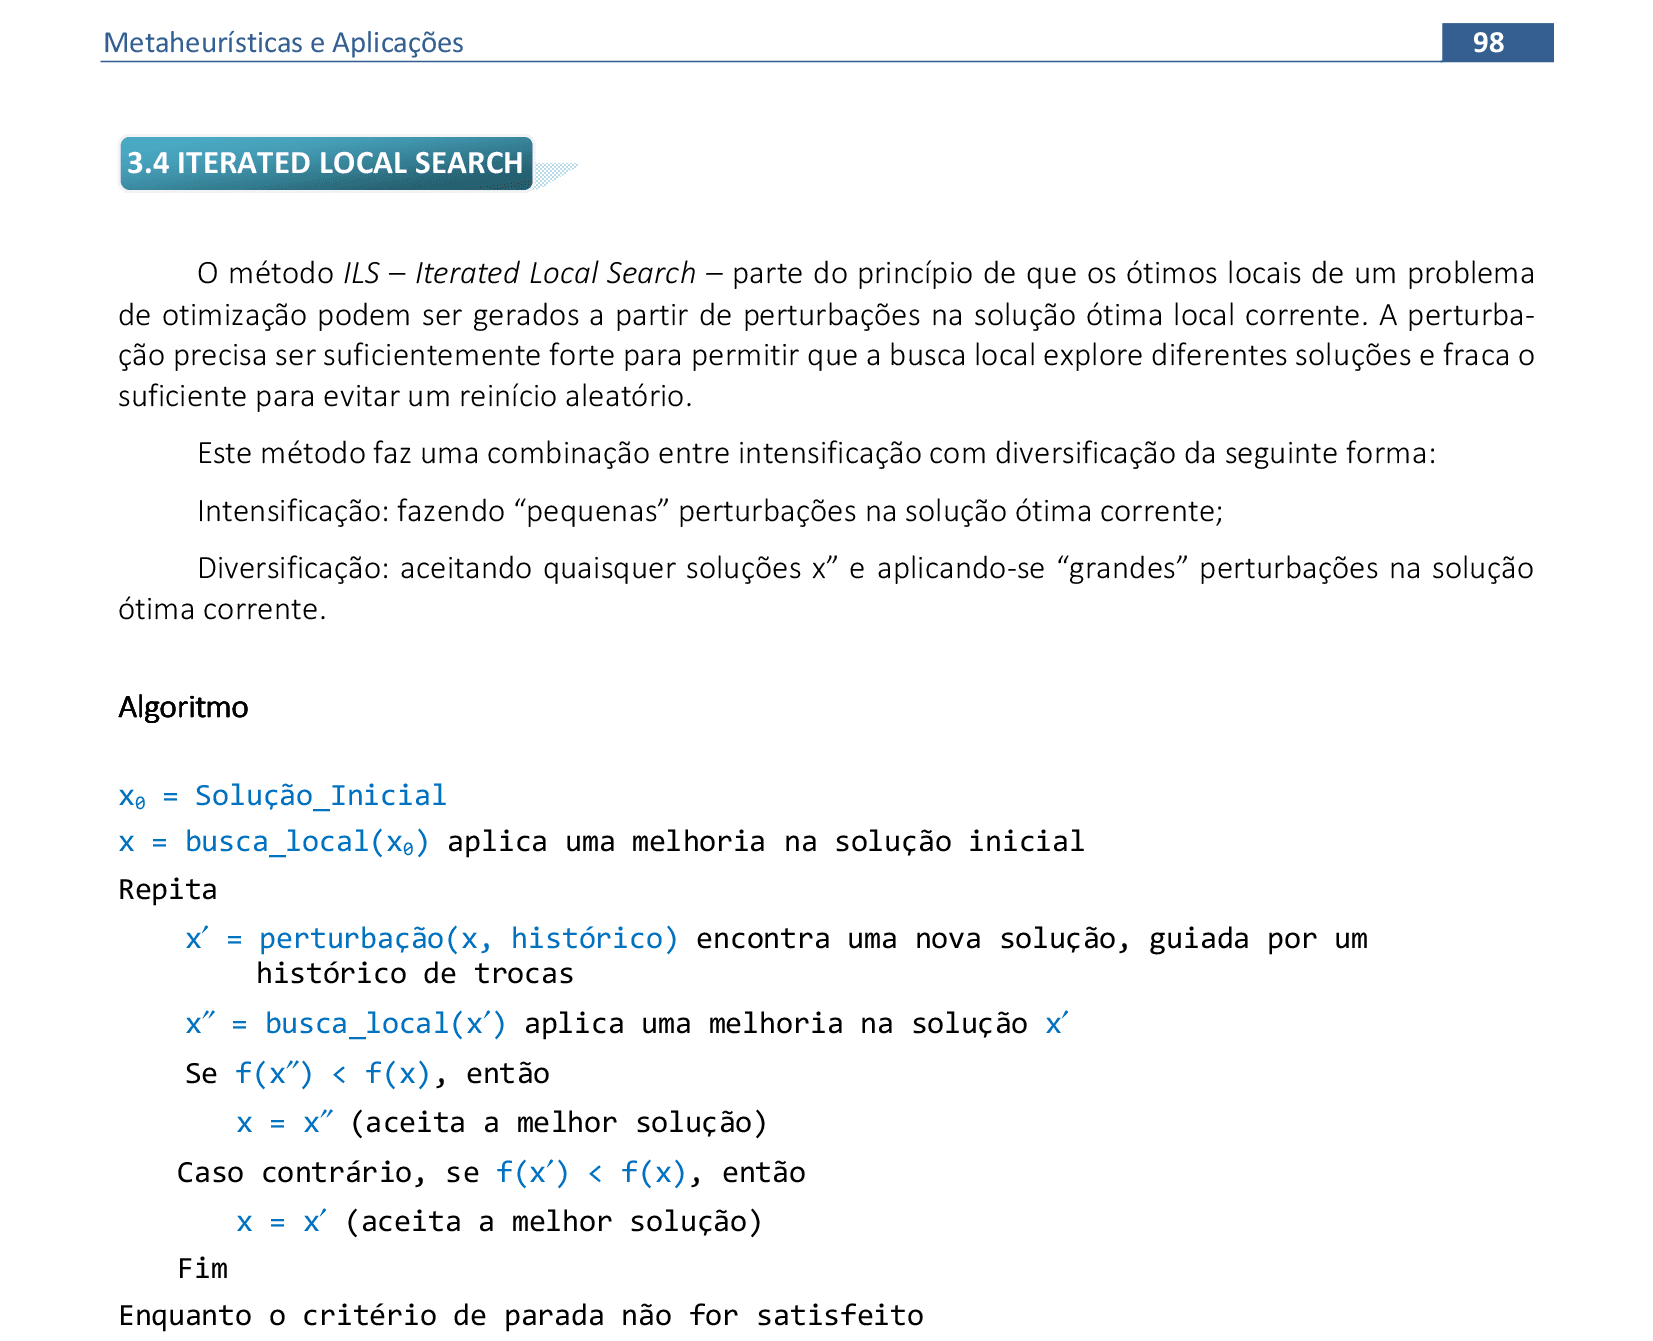 Metaheurísticas e Aplicações 98
3.4 ITERATED LOCAL SEARCH
O método ILS – Iterated Local Search – parte do princípio de que os ótimos locais de um problema
de otimização podem ser gerados a partir de perturbações na solução ótima local corrente. A perturba-
ção precisa ser suficientemente forte para permitir que a busca local explore diferentes soluções e fraca o
suficiente para evitar um reinício aleatório.
Este método faz uma combinação entre intensificação com diversificação da seguinte forma:
Intensificação: fazendo “pequenas” perturbações na solução ótima corrente;
Diversificação: aceitando quaisquer soluções x” e aplicando-se “grandes” perturbações na solução
ótima corrente.
Algoritmo
x₀ = Solução_Inicial
x = busca_local(x₀) aplica uma melhoria na solução inicial
Repita
x′ = perturbação(x, histórico) encontra uma nova solução, guiada por um
histórico de trocas
x″ = busca_local(x′) aplica uma melhoria na solução x′
Se f(x″) < f(x), então
x = x″ (aceita a melhor solução)
Caso contrário, se f(x′) < f(x), então
x = x′ (aceita a melhor solução)
Fim
Enquanto o critério de parada não for satisfeito